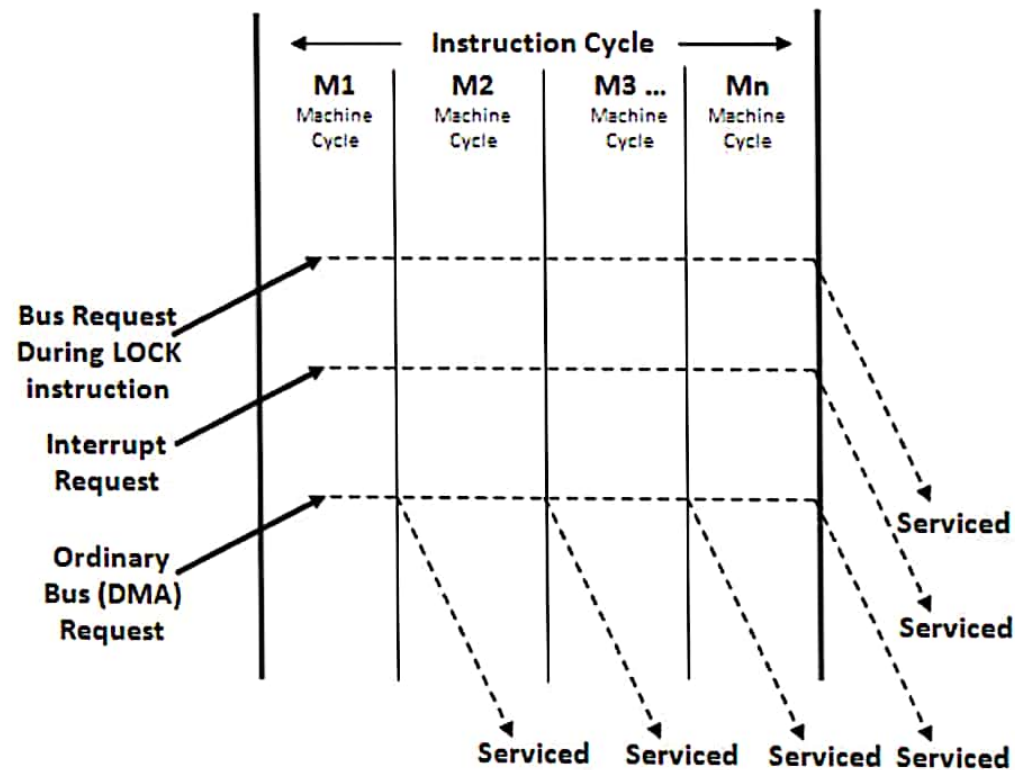 Instruction Cycle
M1 M2 M3 ... Mn
Machine Machine Machine Machine
Cycle Cycle Cycle Cycle
Bus Request
During LOCK
instruction
Interrupt
Request
Serviced
Ordinary
Bus (DMA)
Request
Serviced
Serviced Serviced Serviced Serviced